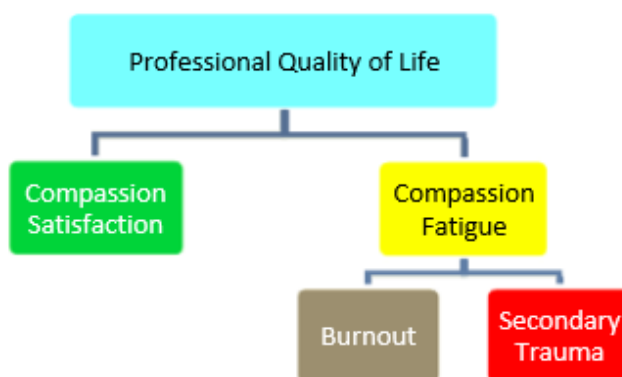 Professional Quality of Life
Compassion
Satisfaction
Compassion
Fatigue
Burnout
Secondary
Trauma